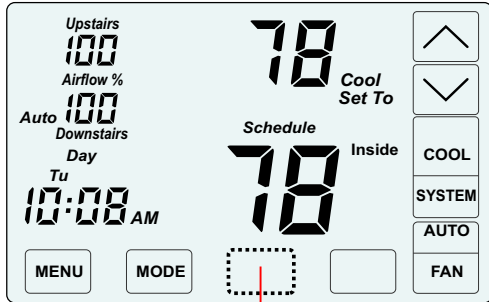 Upstairs
100
Airflow %
Auto 100
Downstairs
Day
Tu
10:08 AM
78
Cool
Set To
Schedule
Inside
78
COOL
SYSTEM
AUTO
FAN
MENU
MODE